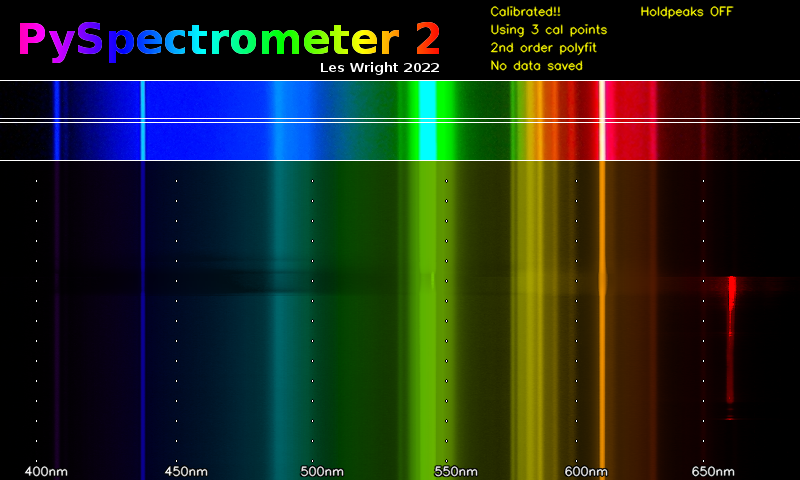 PySpectrometer 2
Les Wright 2022
Calibrated!!
Using 3 cal points
2nd order polyfit
No data saved
Holdpeaks OFF
400nm
450nm
500nm
550nm
600nm
650nm